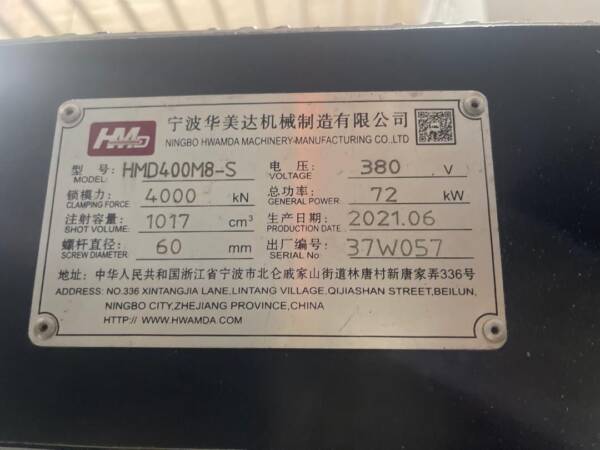 HMD 宁波华美达机械制造有限公司
NINGBO HWAMDA MACHINERY-MANUFACTURING CO.,LTD
型号: HMD400M8-S 电压: 380 V
MODEL: VOLTAGE
锁模力: 4000 kN 总功率: 72 kW
CLAMPING FORCE GENERAL POWER
注射容量: 1017 cm³ 生产日期: 2021.06
SHOT VOLUME: PRODUCTION DATE
螺杆直径: 60 mm 出厂编号: 37W057
SCREW DIAMETER: SERIAL No
地址: 中华人民共和国浙江省宁波市北仑戚家山街道林唐村新唐家弄336号
ADDRESS: NO.336 XINTANGJIA LANE,LINTANG VILLAGE,QIJIASHAN STREET,BEILUN,
NINGBO CITY,ZHEJIANG PROVINCE,CHINA
HTTP:// WWW.HWAMDA.COM